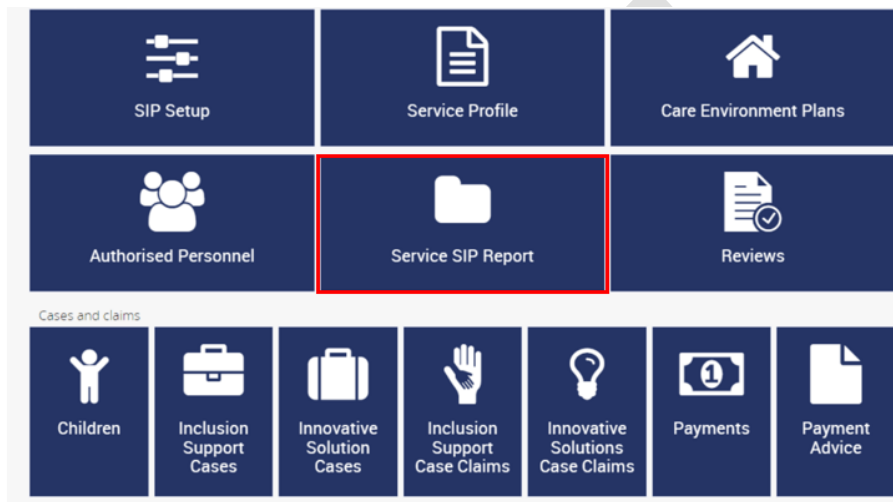 SIP Setup
Service Profile
Care Environment Plans
Authorised Personnel
Service SIP Report
Reviews
Cases and claims
Children
Inclusion
Support
Cases
Innovative
Solution
Cases
Inclusion
Support
Case Claims
Innovative
Solutions
Case Claims
1
Payments
Payment
Advice